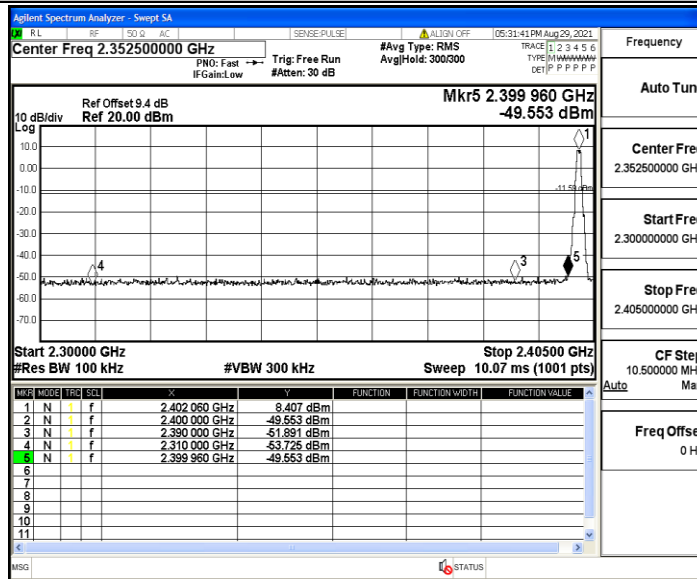 Agilent Spectrum Analyzer - Swept SA
RL RF 50 Ω AC SENSE:PULSE ALIGN OFF 05:31:41 PM Aug 29, 2021
Center Freq 2.352500000 GHz #Avg Type: RMS TRACE 1 2 3 4 5 6
PNO: Fast Trig: Free Run Avg|Hold: 300/300 TYPE M
IFGain:Low #Atten: 30 dB DET P P P P P P
Mkr5 2.399 960 GHz
-49.553 dBm
Ref Offset 9.4 dB
10 dB/div Ref 20.00 dBm
Log
10.0
0.00
-10.0
-11.59 dBm
-20.0
-30.0
-40.0
-50.0
-60.0
-70.0
1
3
4
5
Start 2.30000 GHz Stop 2.40500 GHz
#Res BW 100 kHz #VBW 300 kHz Sweep 10.07 ms (1001 pts)
MKR MODE TRC SCL X Y FUNCTION FUNCTION WIDTH FUNCTION VALUE
1 N 1 f 2.402 060 GHz 8.407 dBm
2 N 1 f 2.400 000 GHz -49.553 dBm
3 N 1 f 2.390 000 GHz -51.891 dBm
4 N 1 f 2.310 000 GHz -53.725 dBm
5 N 1 f 2.399 960 GHz -49.553 dBm
6
7
8
9
10
11
MSG STATUS
Frequency
Auto Tun
Center Fre
2.352500000 GH
Start Fre
2.300000000 GH
Stop Fre
2.405000000 GH
CF Step
10.500000 MH
Auto Ma
Freq Offse
0 H